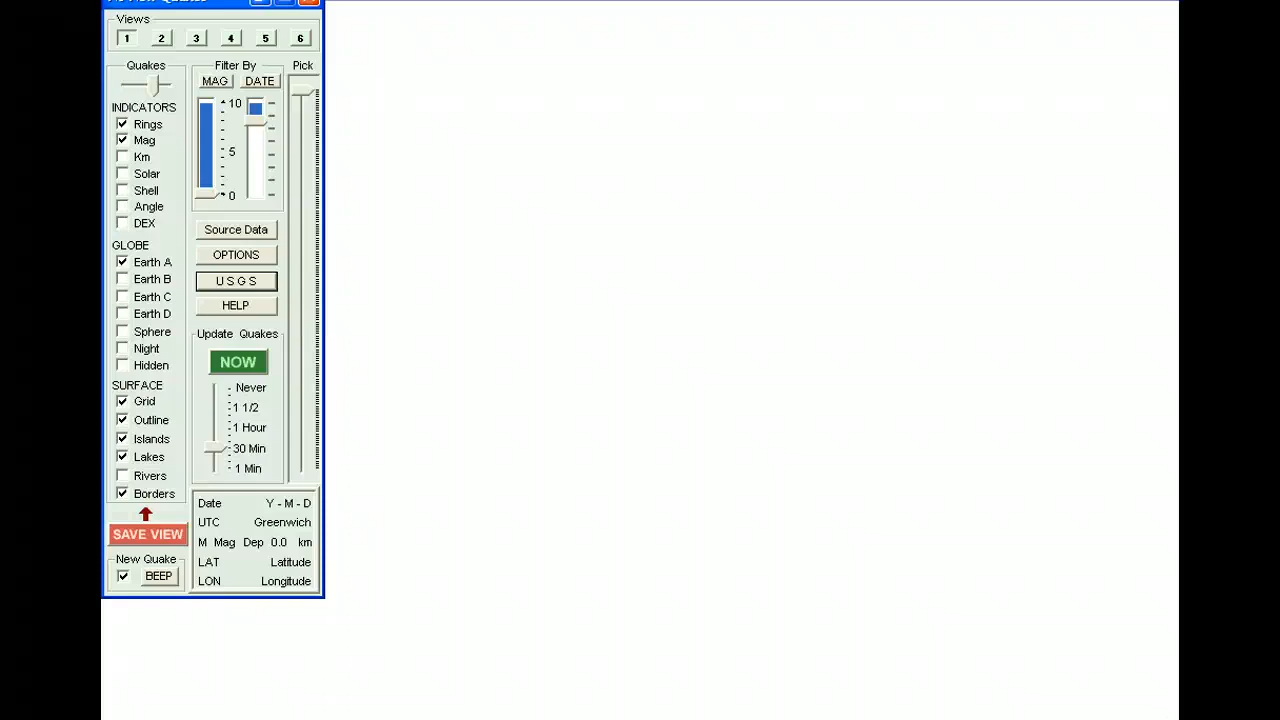 Views
1 2 3 4 5 6
Quakes
INDICATORS
Rings
Mag
Km
Solar
Shell
Angle
DEX
GLOBE
Earth A
Earth B
Earth C
Earth D
Sphere
Night
Hidden
SURFACE
Grid
Outline
Islands
Lakes
Rivers
Borders
SAVE VIEW
New Quake
BEEP
Filter By
MAG DATE
10
5
0
Source Data
OPTIONS
U S G S
HELP
Update Quakes
NOW
Never
1 1/2
1 Hour
30 Min
1 Min
Pick
Date Y - M - D
UTC Greenwich
M Mag Dep 0.0 km
LAT Latitude
LON Longitude